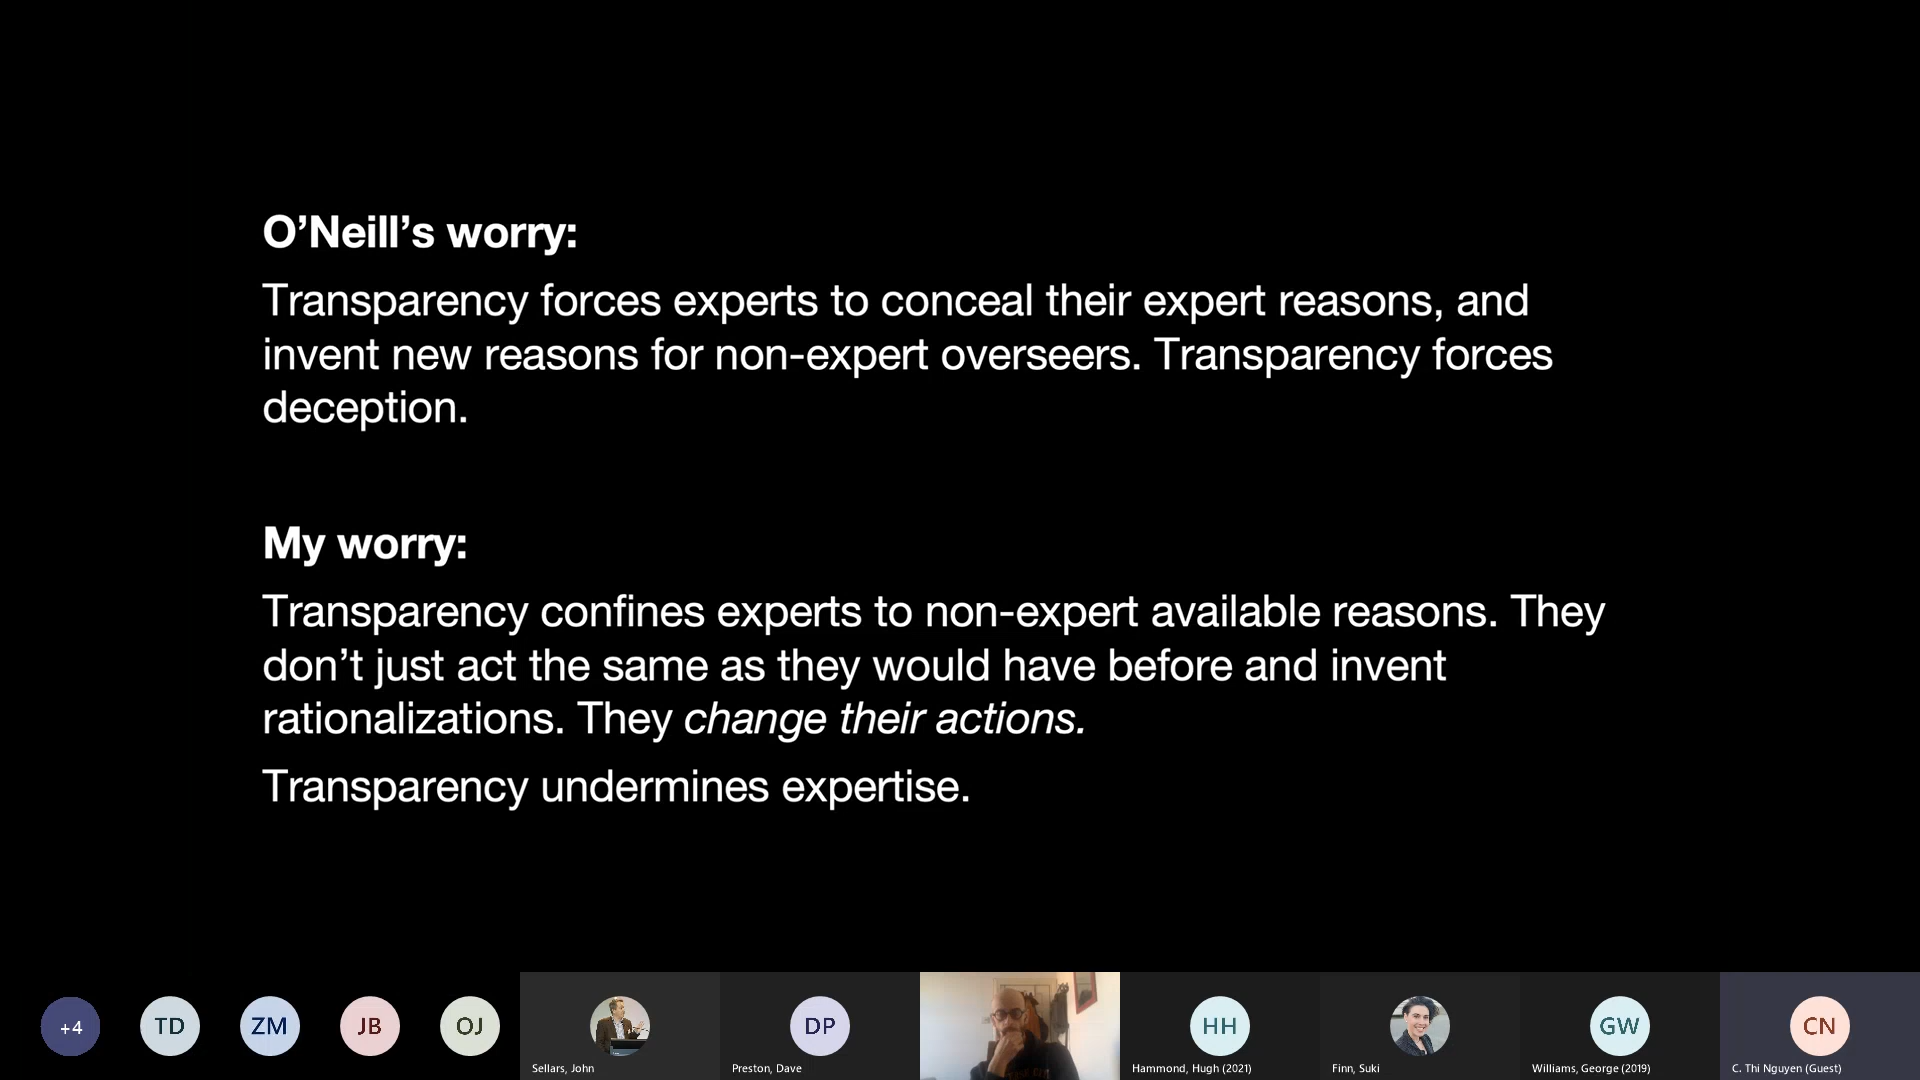 O’Neill’s worry:
Transparency forces experts to conceal their expert reasons, and
invent new reasons for non-expert overseers. Transparency forces
deception.
My worry:
Transparency confines experts to non-expert available reasons. They
don’t just act the same as they would have before and invent
rationalizations. They change their actions.
Transparency undermines expertise.
+4
TD
ZM
JB
OJ
Sellars, John
DP
Preston, Dave
HH
Hammond, Hugh (2021)
Finn, Suki
GW
Williams, George (2019)
CN
C. Thi Nguyen (Guest)